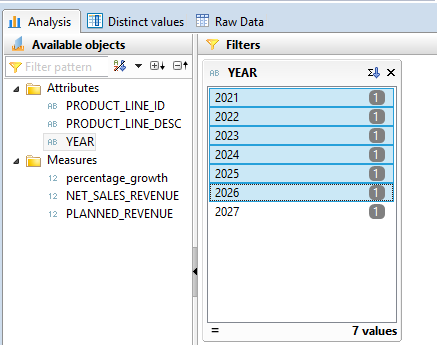 Analysis Distinct values Raw Data
Available objects
Filter pattern
Attributes
AB PRODUCT_LINE_ID
AB PRODUCT_LINE_DESC
AB YEAR
Measures
12 percentage_growth
12 NET_SALES_REVENUE
12 PLANNED_REVENUE
Filters
YEAR
2021 1
2022 1
2023 1
2024 1
2025 1
2026 1
2027 1
= 7 values